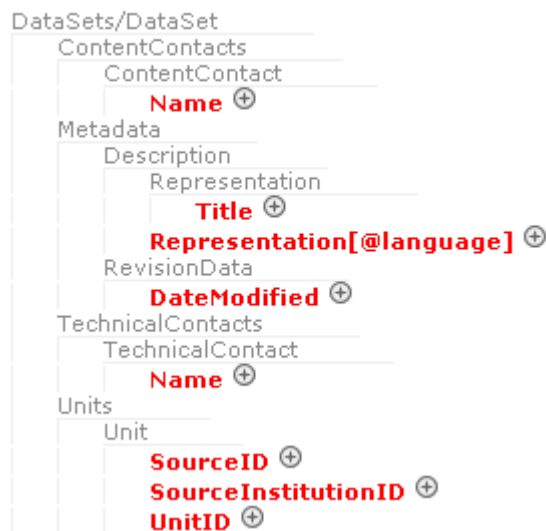 DataSets/DataSet
ContentContacts
ContentContact
Name
Metadata
Description
Representation
Title
Representation[@language]
RevisionData
DateModified
TechnicalContacts
TechnicalContact
Name
Units
Unit
SourceID
SourceInstitutionID
UnitID